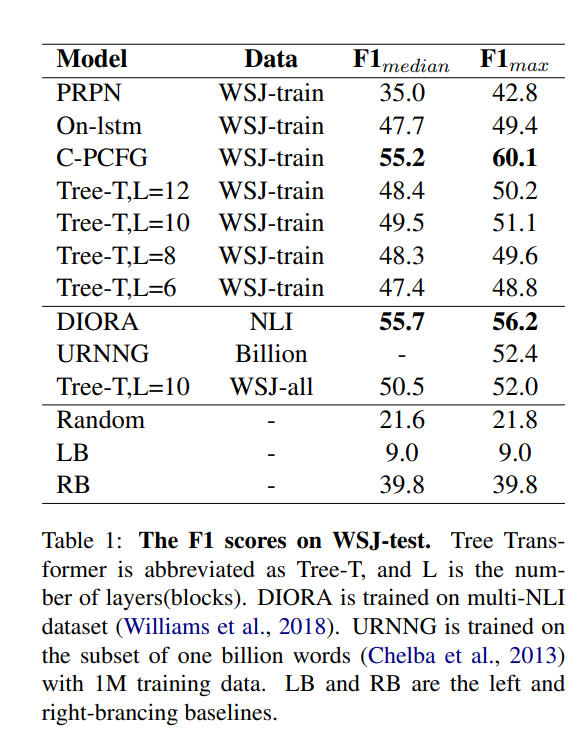 Model Data F1median F1max
PRPN WSJ-train 35.0 42.8
On-lstm WSJ-train 47.7 49.4
C-PCFG WSJ-train 55.2 60.1
Tree-T,L=12 WSJ-train 48.4 50.2
Tree-T,L=10 WSJ-train 49.5 51.1
Tree-T,L=8 WSJ-train 48.3 49.6
Tree-T,L=6 WSJ-train 47.4 48.8
DIORA NLI 55.7 56.2
URNNG Billion - 52.4
Tree-T,L=10 WSJ-all 50.5 52.0
Random - 21.6 21.8
LB - 9.0 9.0
RB - 39.8 39.8
Table 1: The F1 scores on WSJ-test. Tree Trans-
former is abbreviated as Tree-T, and L is the num-
ber of layers(blocks). DIORA is trained on multi-NLI
dataset (Williams et al., 2018). URNNG is trained on
the subset of one billion words (Chelba et al., 2013)
with 1M training data. LB and RB are the left and
right-brancing baselines.